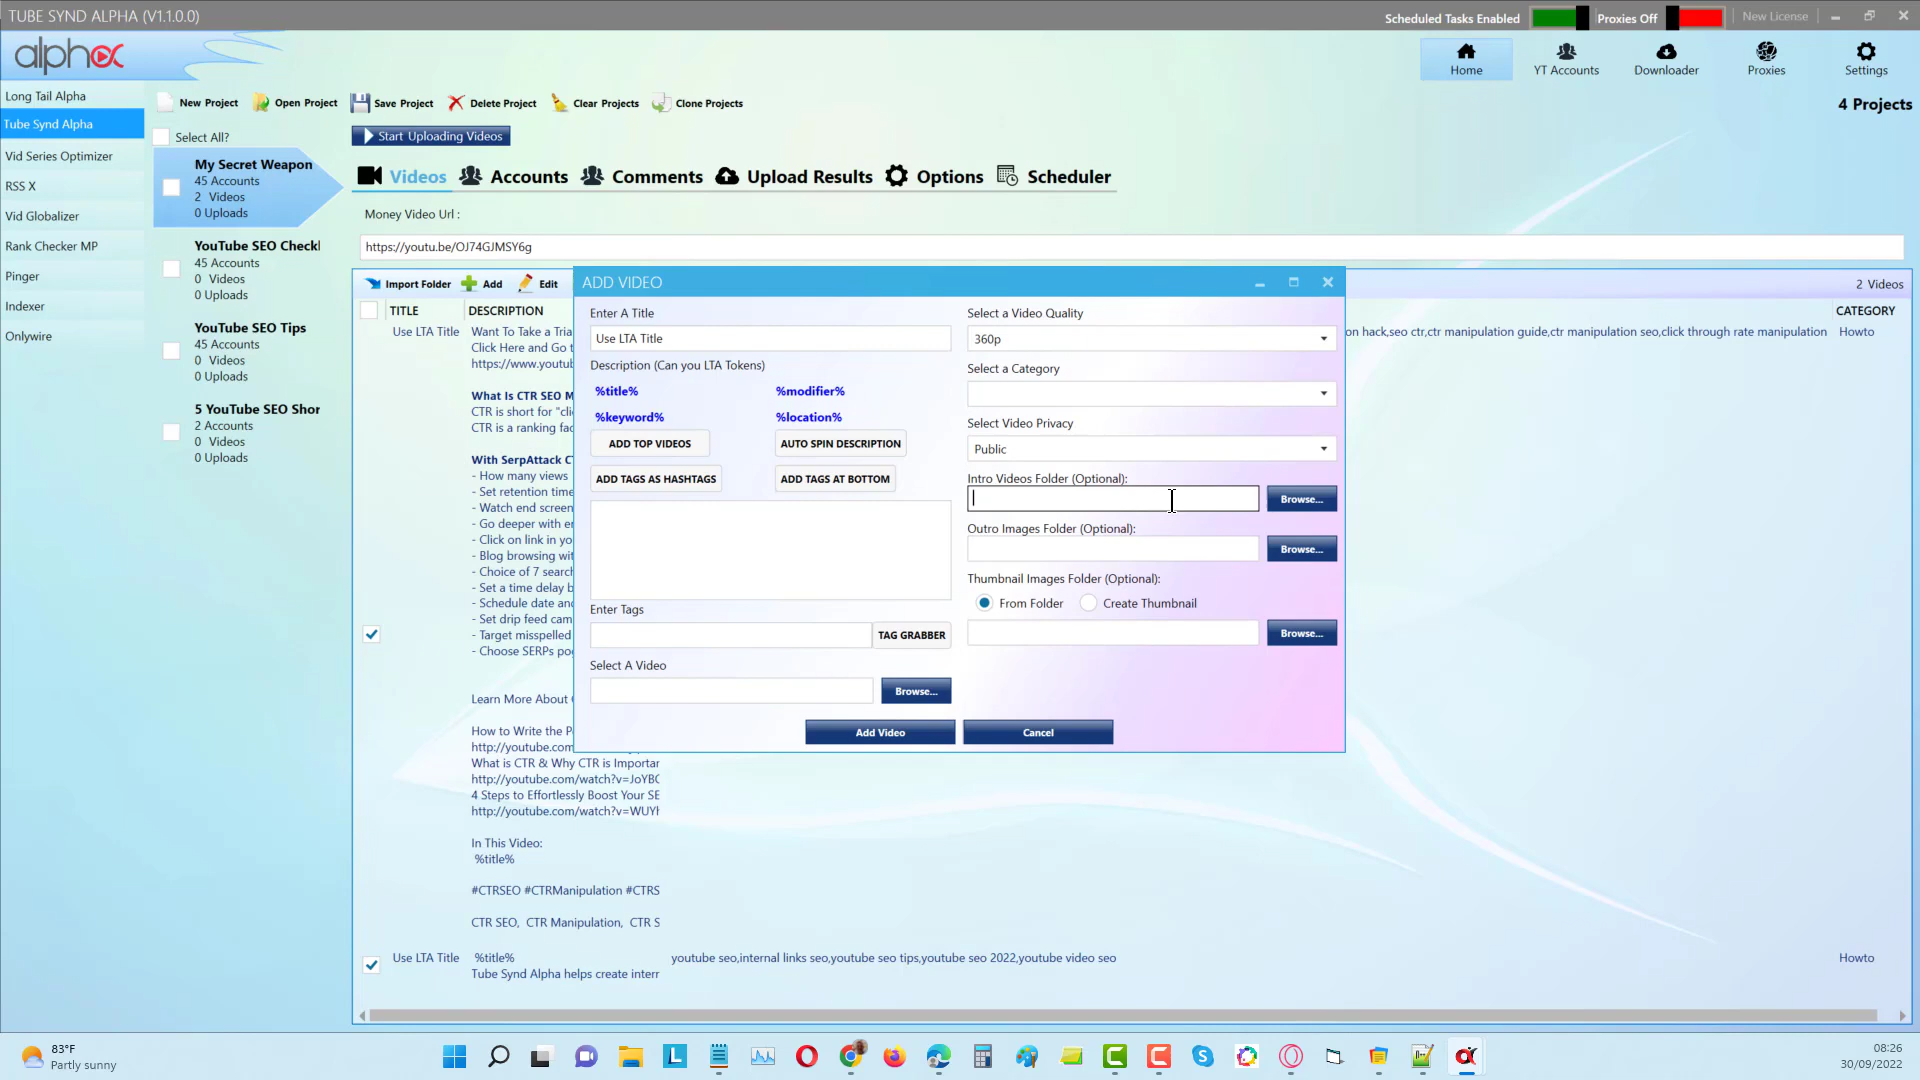 TUBE SYND ALPHA (V1.1.0.0)
Scheduled Tasks Enabled
Proxies Off
New License
alpha
Home
YT Accounts
Downloader
Proxies
Settings
Long Tail Alpha
Tube Synd Alpha
Vid Series Optimizer
RSS X
Vid Globalizer
Rank Checker MP
Pinger
Indexer
Onlywire
New Project
Open Project
Save Project
Delete Project
Clear Projects
Clone Projects
4 Projects
Select All?
Start Uploading Videos
My Secret Weapon
45 Accounts
2 Videos
0 Uploads
YouTube SEO Checkl
45 Accounts
0 Videos
0 Uploads
YouTube SEO Tips
45 Accounts
0 Videos
0 Uploads
5 YouTube SEO Shor
2 Accounts
0 Videos
0 Uploads
Videos
Accounts
Comments
Upload Results
Options
Scheduler
Money Video Url :
https://youtu.be/OJ74GJMSY6g
Import Folder
Add
Edit
2 Videos
TITLE
DESCRIPTION
CATEGORY
Use LTA Title
Want To Take a Tria
Click Here and Go t
https://www.youtub
What Is CTR SEO M
CTR is short for "clic
CTR is a ranking fac
With SerpAttack CT
- How many views
- Set retention time
- Watch end screen
- Go deeper with en
- Click on link in yo
- Blog browsing wit
- Choice of 7 search
- Set a time delay b
- Schedule date and
- Set drip feed cam
- Target misspelled
- Choose SERPs pog
Learn More About
How to Write the P
http://youtube.com
What is CTR & Why CTR is Importar
http://youtube.com/watch?v=JoYBC
4 Steps to Effortlessly Boost Your SE
http://youtube.com/watch?v=WUYh
In This Video:
%title%
#CTRSEO #CTRManipulation #CTRS
CTR SEO, CTR Manipulation, CTR S
on hack,seo ctr,ctr manipulation guide,ctr manipulation seo,click through rate manipulation
Howto
Use LTA Title
%title%
Tube Synd Alpha helps create interr
youtube seo,internal links seo,youtube seo tips,youtube seo 2022,youtube video seo
Howto
ADD VIDEO
Enter A Title
Use LTA Title
Description (Can you LTA Tokens)
%title%
%modifier%
%keyword%
%location%
ADD TOP VIDEOS
AUTO SPIN DESCRIPTION
ADD TAGS AS HASHTAGS
ADD TAGS AT BOTTOM
Enter Tags
TAG GRABBER
Select A Video
Browse...
Select a Video Quality
360p
Select a Category
Select Video Privacy
Public
Intro Videos Folder (Optional):
Browse...
Outro Images Folder (Optional):
Browse...
Thumbnail Images Folder (Optional):
From Folder
Create Thumbnail
Browse...
Add Video
Cancel
83°F
Partly sunny
08:26
30/09/2022